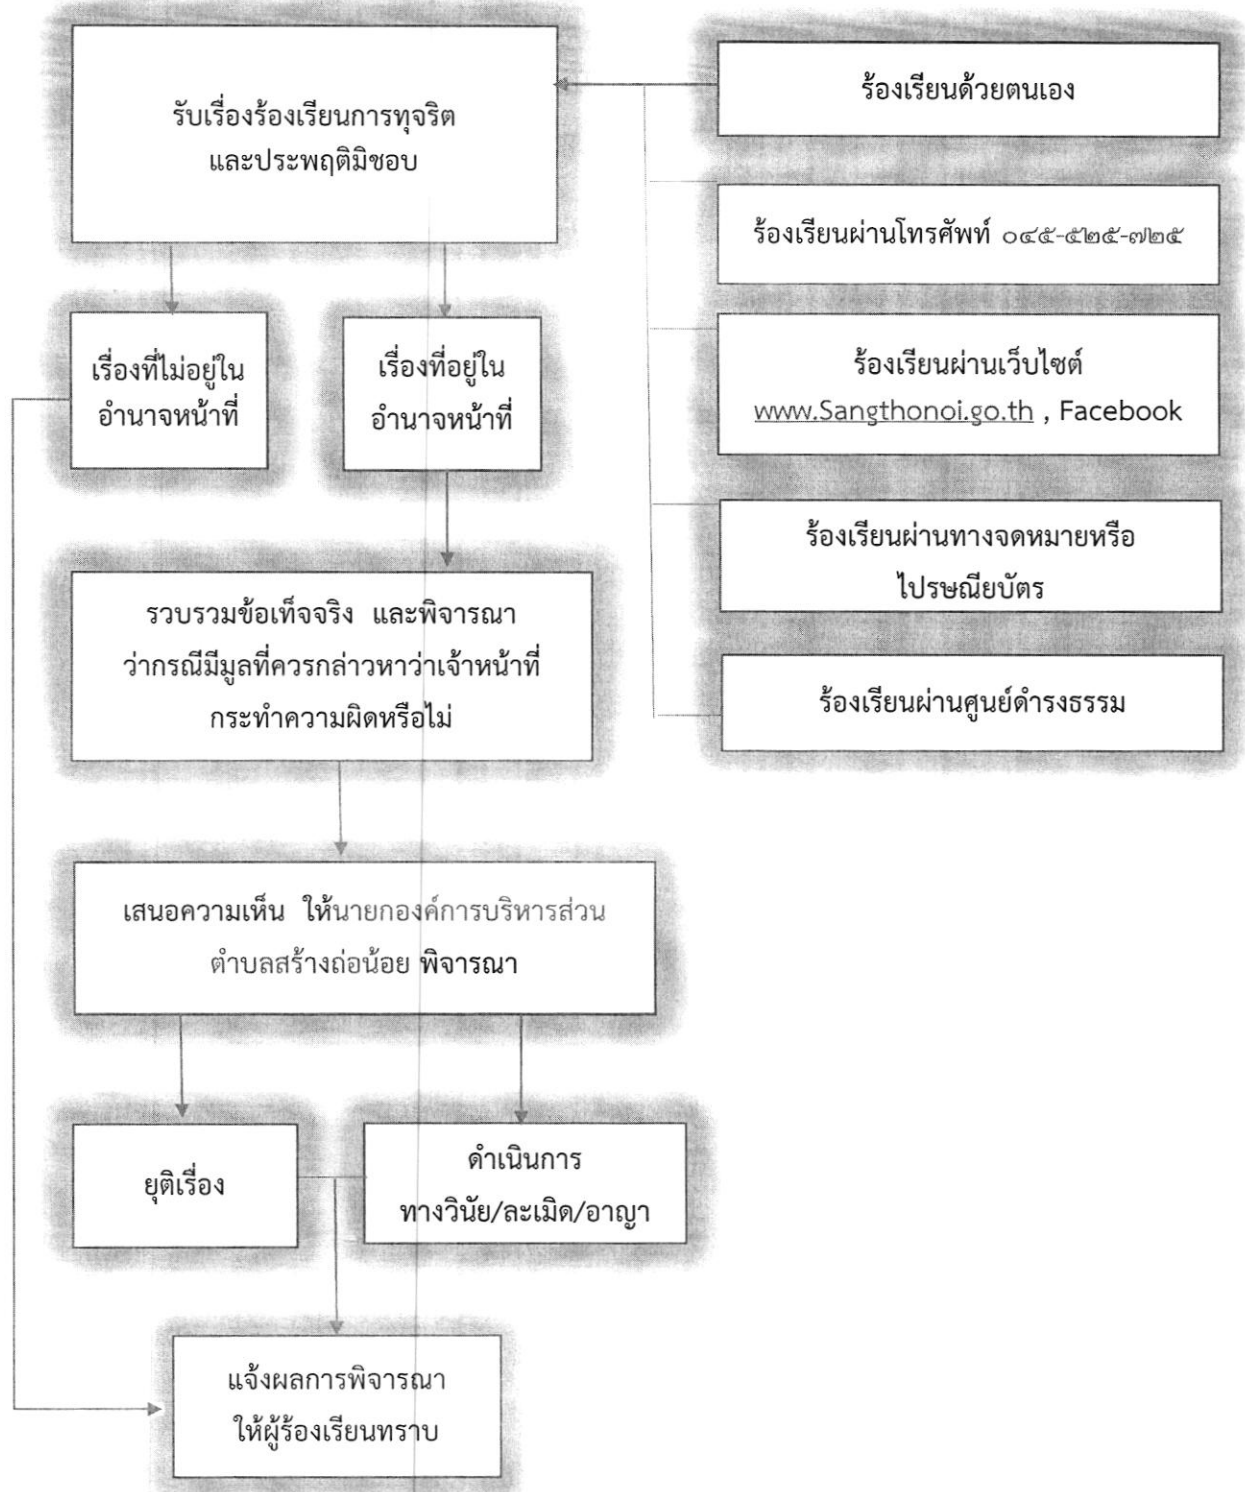 รับเรื่องร้องเรียนการทุจริต
และประพฤติมิชอบ
ร้องเรียนด้วยตนเอง
ร้องเรียนผ่านโทรศัพท์ ๐๔๕-๕๒๕-๗๒๕
ร้องเรียนผ่านเว็บไซต์
www.Sangthonoi.go.th , Facebook
ร้องเรียนผ่านทางจดหมายหรือ
ไปรษณียบัตร
ร้องเรียนผ่านศูนย์ดำรงธรรม
เรื่องที่ไม่อยู่ใน
อำนาจหน้าที่
เรื่องที่อยู่ใน
อำนาจหน้าที่
รวบรวมข้อเท็จจริง และพิจารณา
ว่ากรณีมีมูลที่ควรกล่าวหาว่าเจ้าหน้าที่
กระทำความผิดหรือไม่
เสนอความเห็น ให้นายกองค์การบริหารส่วน
ตำบลสร้างถ่อน้อย พิจารณา
ยุติเรื่อง
ดำเนินการ
ทางวินัย/ละเมิด/อาญา
แจ้งผลการพิจารณา
ให้ผู้ร้องเรียนทราบ